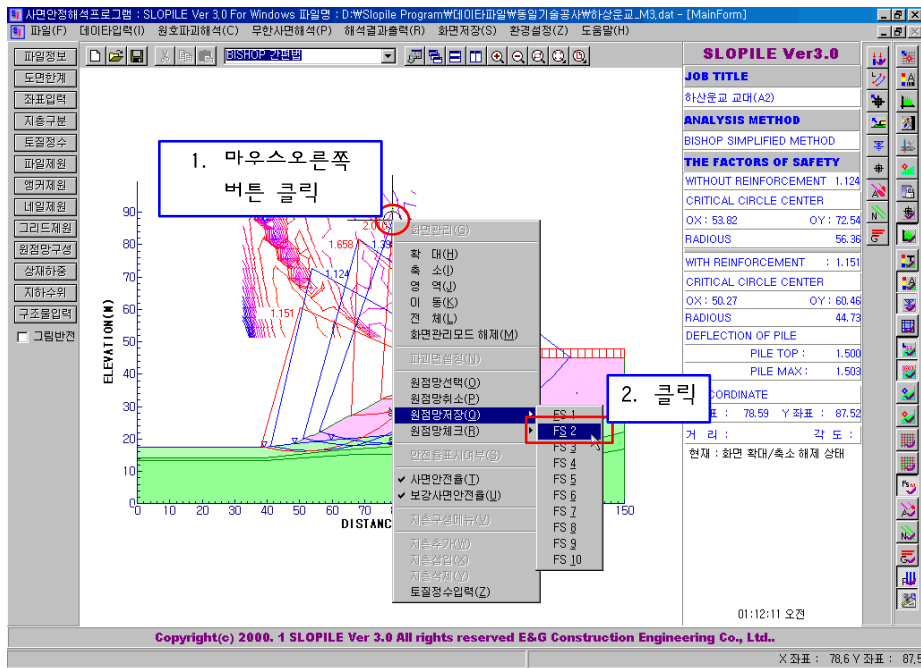 사면안정해석프로그램 : SLOPILE Ver 3,0 For Windows 파일명 : D:₩Slopile Program₩데이타파일₩동일기술공사₩하상운교_M3,dat - [MainForm]
파일(F) 데이타입력(I) 원호파괴해석(C) 무한사면해석(P) 해석결과출력(R) 화면저장(S) 환경설정(Z) 도움말(H)
BISHOP 간편법
파일정보
도면한계
좌표입력
지층구분
토질정수
파일제원
앵커제원
네일제원
그리드제원
원점망구성
상재하중
지하수위
구조물입력
그림반전
1. 마우스오른쪽
버튼 클릭
ELEVATION(M)
90
80
70
60
50
40
30
20
10
0
0 10 20 30 40 50 60 70
150
DISTANC
1.658
1.124
1.151
화면관리(G)
확 대(H)
축 소(I)
영 역(J)
이 동(K)
전 체(L)
화면관리모드 해제(M)
파괴면설정(N)
원점망선택(O)
원점망취소(P)
원점망저장(Q)
원점망체크(R)
안전율표시여부(S)
사면안전율(T)
보강사면안전율(U)
지층구성메뉴(V)
지층추가(W)
지층삽입(X)
지층삭제(Y)
토질정수입력(Z)
2. 클릭
FS 1
FS 2
FS 3
FS 4
FS 5
FS 6
FS 7
FS 8
FS 9
FS 10
SLOPILE Ver3.0
JOB TITLE
하산운교 교대(A2)
ANALYSIS METHOD
BISHOP SIMPLIFIED METHOD
THE FACTORS OF SAFETY
WITHOUT REINFORCEMENT 1.124
CRITICAL CIRCLE CENTER
OX : 53.82 OY : 72.54
RADIOUS 56.36
WITH REINFORCEMENT : 1.151
CRITICAL CIRCLE CENTER
OX : 50.27 OY : 60.46
RADIOUS 44.73
DEFLECTION OF PILE
PILE TOP : 1.500
PILE MAX : 1.503
CORDINATE
표 : 78.59 Y 좌표 : 87.52
거 리 : 각 도 :
현재 : 화면 확대/축소 해제 상태
01:12:11 오전
Copyright(c) 2000. 1 SLOPILE Ver 3.0 All rights reserved E&G Construction Engineering Co., Ltd..
X 좌표 : 78,6 Y 좌표 : 87,5